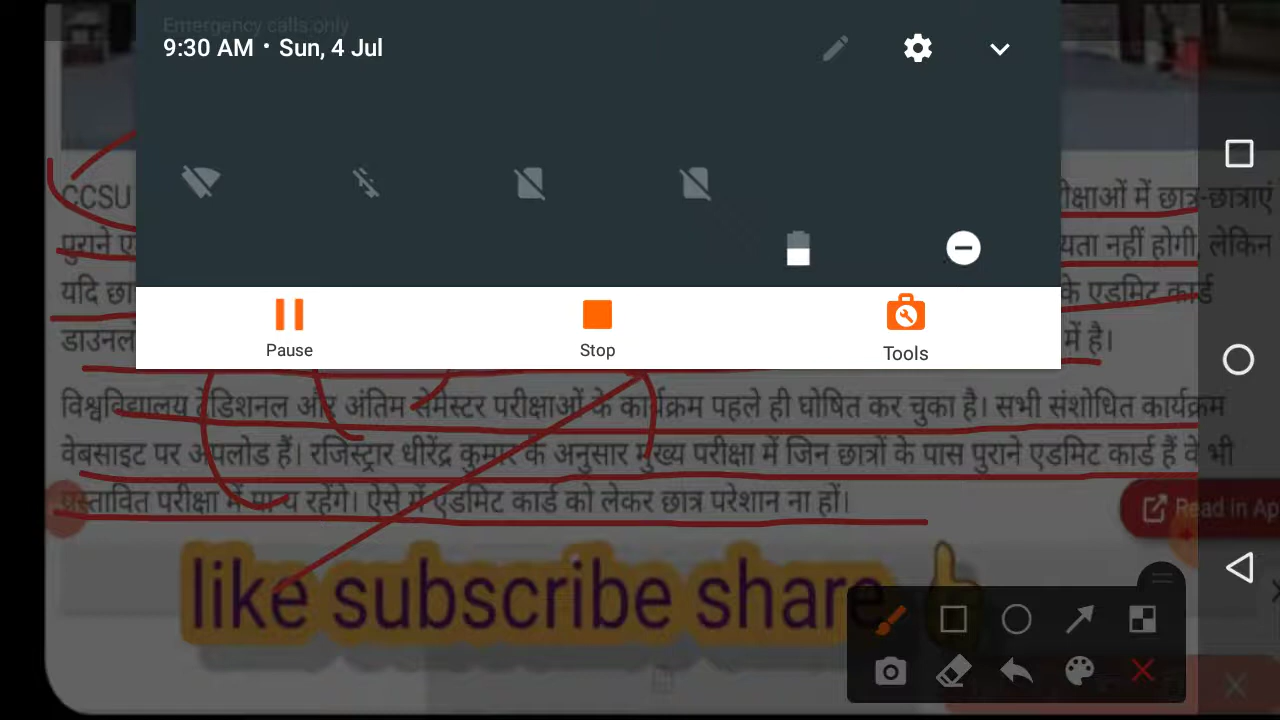 Emergency calls only
9:30 AM • Sun, 4 Jul
CCSU
रीक्षाओं में छात्र-छात्राएं
पुराने ए
यता नहीं होगी, लेकिन
यदि छा
के एडमिट कार्ड
डाउनलो
में है।
Pause
Stop
Tools
विश्वविद्यालय ट्रेडिशनल और अंतिम सेमेस्टर परीक्षाओं के कार्यक्रम पहले ही घोषित कर चुका है। सभी संशोधित कार्यक्रम
वेबसाइट पर अपलोड हैं। रजिस्ट्रार धीरेंद्र कुमार के अनुसार मुख्य परीक्षा में जिन छात्रों के पास पुराने एडमिट कार्ड हैं वे भी
प्रस्तावित परीक्षा में मान्य रहेंगे। ऐसे में एडमिट कार्ड को लेकर छात्र परेशान ना हों।
Read in Ap
like subscribe share